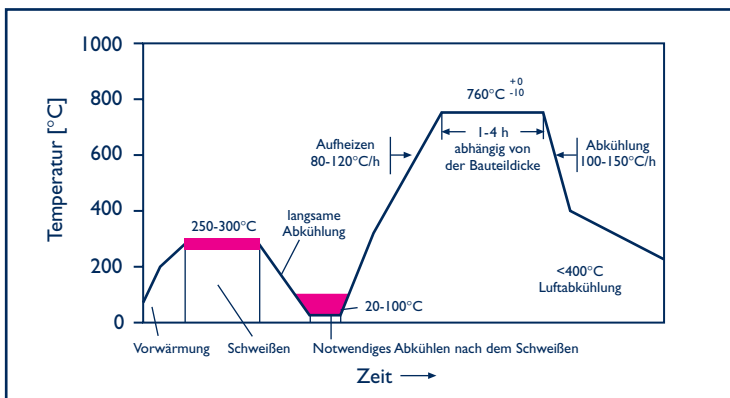 Temperatur [°C]
1000
800
600
400
200
0
250-300°C
langsame
Abkühlung
20-100°C
Aufheizen
80-120°C/h
760°C +0 -10
1-4 h
abhängig von
der Bauteildicke
Abkühlung
100-150°C/h
<400°C
Luftabkühlung
Vorwärmung
Schweißen
Notwendiges Abkühlen nach dem Schweißen
Zeit